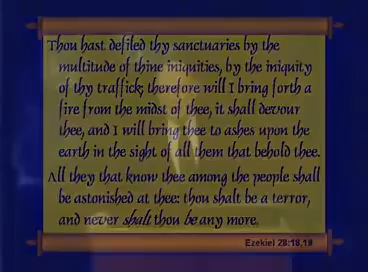 Thou hast defiled thy sanctuaries by the
multitude of thine iniquities, by the iniquity
of thy traffick; therefore will I bring forth a
fire from the midst of thee, it shall devour
thee, and I will bring thee to ashes upon the
earth in the sight of all them that behold thee.
All they that know thee among the people shall
be astonished at thee: thou shalt be a terror,
and never shalt thou be any more.
Ezekiel 28:18,19